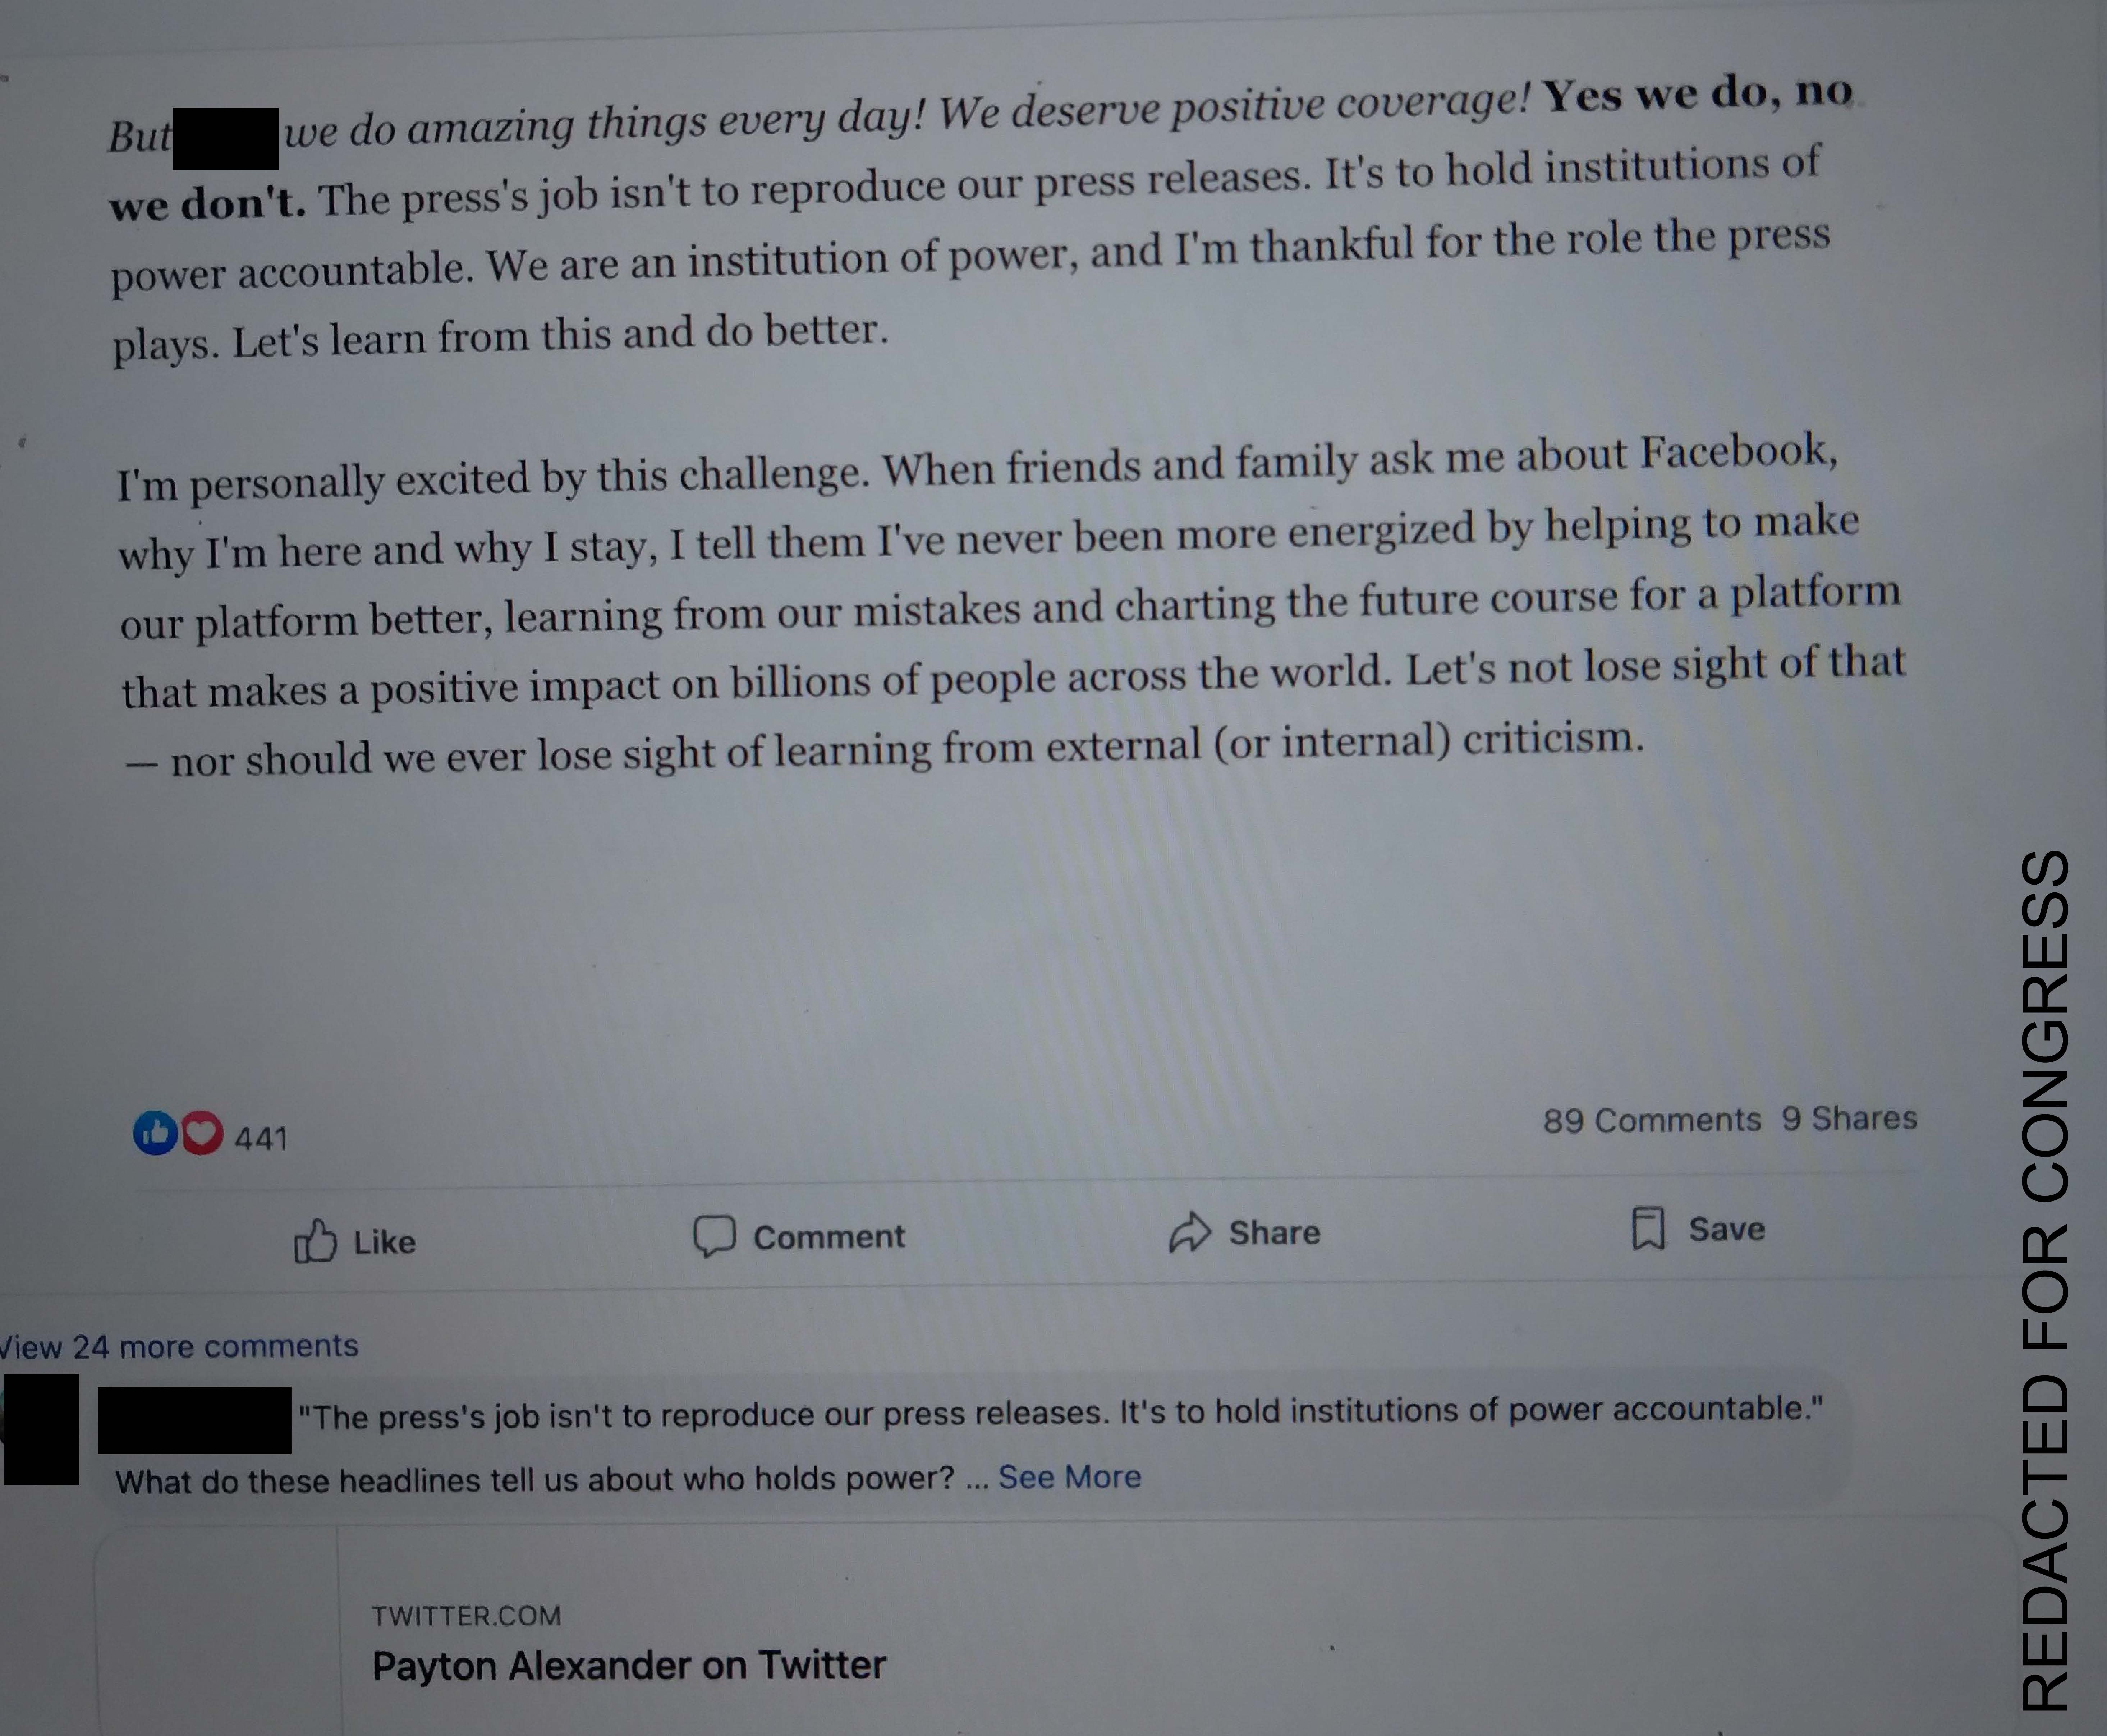 But we do amazing things every day! We deserve positive coverage! Yes we do, no
we don't. The press's job isn't to reproduce our press releases. It's to hold institutions of
power accountable. We are an institution of power, and I'm thankful for the role the press
plays. Let's learn from this and do better.
I'm personally excited by this challenge. When friends and family ask me about Facebook,
why I'm here and why I stay, I tell them I've never been more energized by helping to make
our platform better, learning from our mistakes and charting the future course for a platform
that makes a positive impact on billions of people across the world. Let's not lose sight of that
— nor should we ever lose sight of learning from external (or internal) criticism.
441
89 Comments 9 Shares
Like Comment Share Save
View 24 more comments
"The press's job isn't to reproduce our press releases. It's to hold institutions of power accountable."
What do these headlines tell us about who holds power? ... See More
TWITTER.COM
Payton Alexander on Twitter
REDACTED FOR CONGRESS